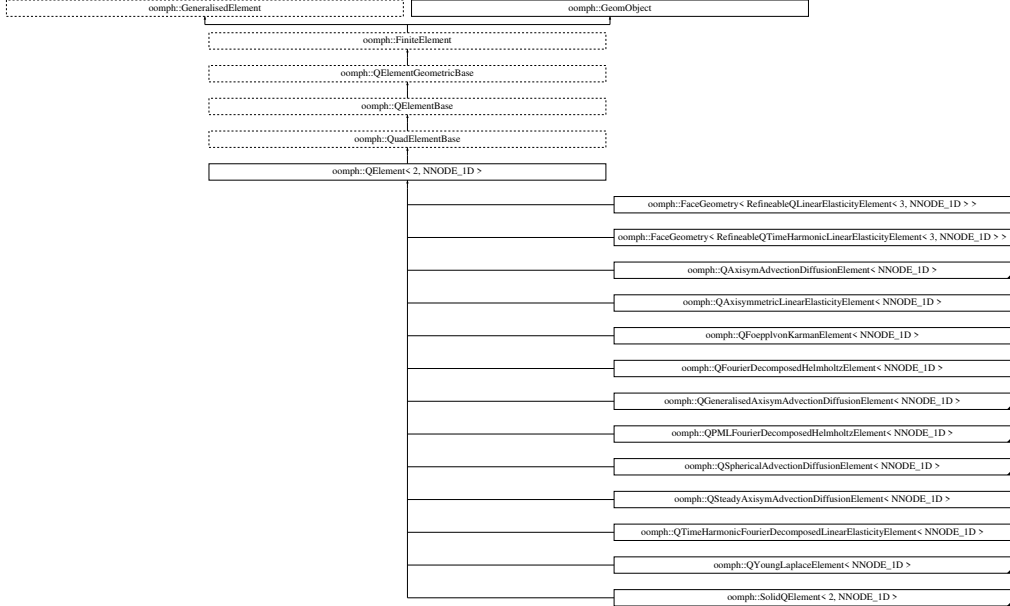 oomph::GeneralisedElement
oomph::GeomObject
oomph::FiniteElement
oomph::QElementGeometricBase
oomph::QElementBase
oomph::QuadElementBase
oomph::QElement< 2, NNODE_1D >
oomph::FaceGeometry< RefineableQLinearElasticityElement< 3, NNODE_1D > >
oomph::FaceGeometry< RefineableQTimeHarmonicLinearElasticityElement< 3, NNODE_1D > >
oomph::QAxisymAdvectionDiffusionElement< NNODE_1D >
oomph::QAxisymmetricLinearElasticityElement< NNODE_1D >
oomph::QFoepplvonKarmanElement< NNODE_1D >
oomph::QFourierDecomposedHelmholtzElement< NNODE_1D >
oomph::QGeneralisedAxisymAdvectionDiffusionElement< NNODE_1D >
oomph::QPMLFourierDecomposedHelmholtzElement< NNODE_1D >
oomph::QSphericalAdvectionDiffusionElement< NNODE_1D >
oomph::QSteadyAxisymAdvectionDiffusionElement< NNODE_1D >
oomph::QTimeHarmonicFourierDecomposedLinearElasticityElement< NNODE_1D >
oomph::QYoungLaplaceElement< NNODE_1D >
oomph::SolidQElement< 2, NNODE_1D >